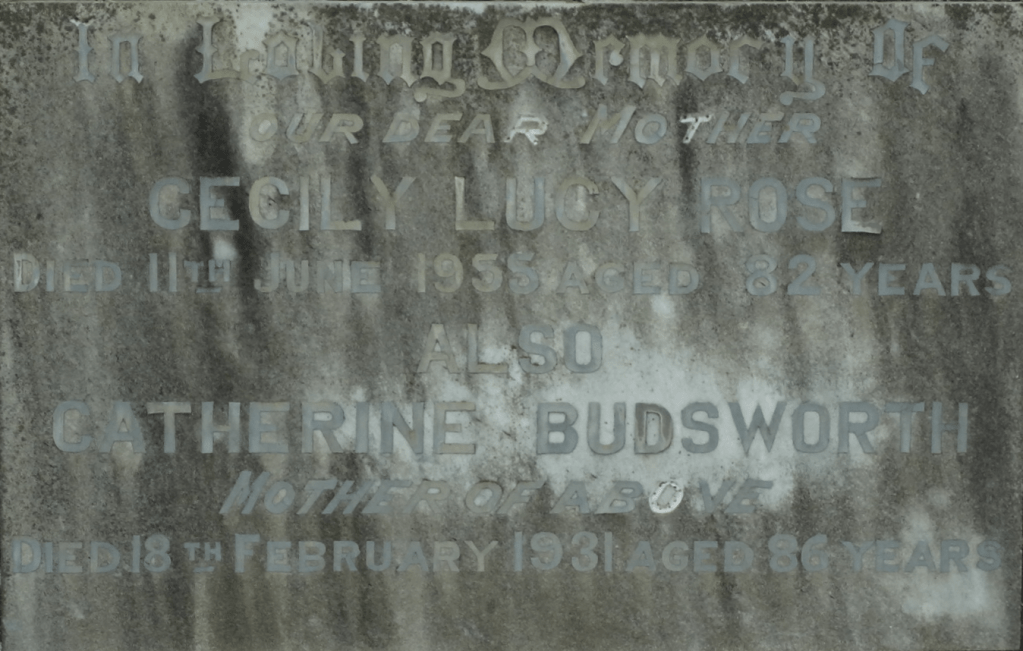 In Loving Memory Of
OUR DEAR MOTHER
CECILY LUCY ROSE
DIED 11TH JUNE 1955 AGED 82 YEARS
ALSO
CATHERINE BUDSWORTH
MOTHER OF ABOVE
DIED 18TH FEBRUARY 1931 AGED 86 YEARS